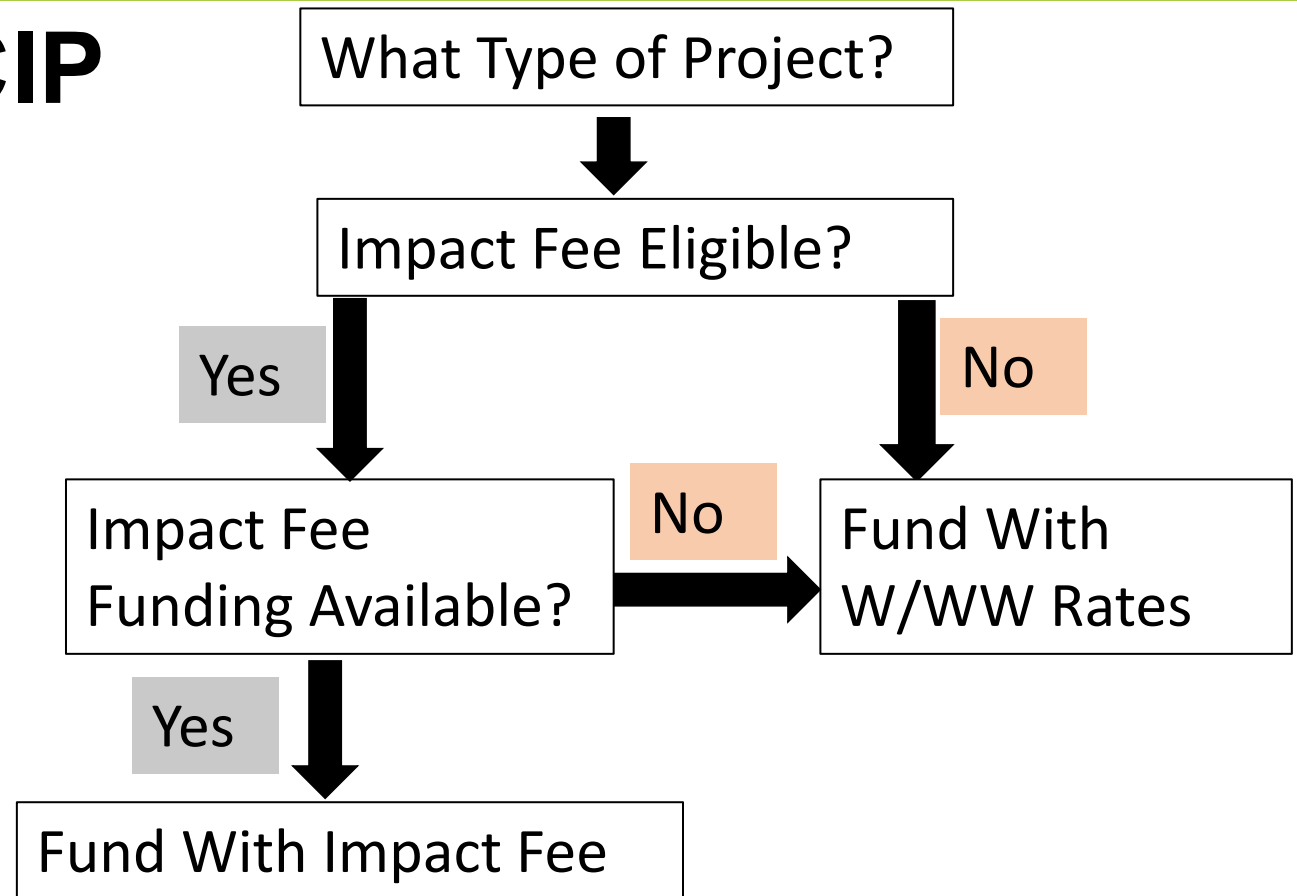 CIP
What Type of Project?
Impact Fee Eligible?
Yes
No
Impact Fee
Funding Available?
No
Fund With
W/WW Rates
Yes
Fund With Impact Fee